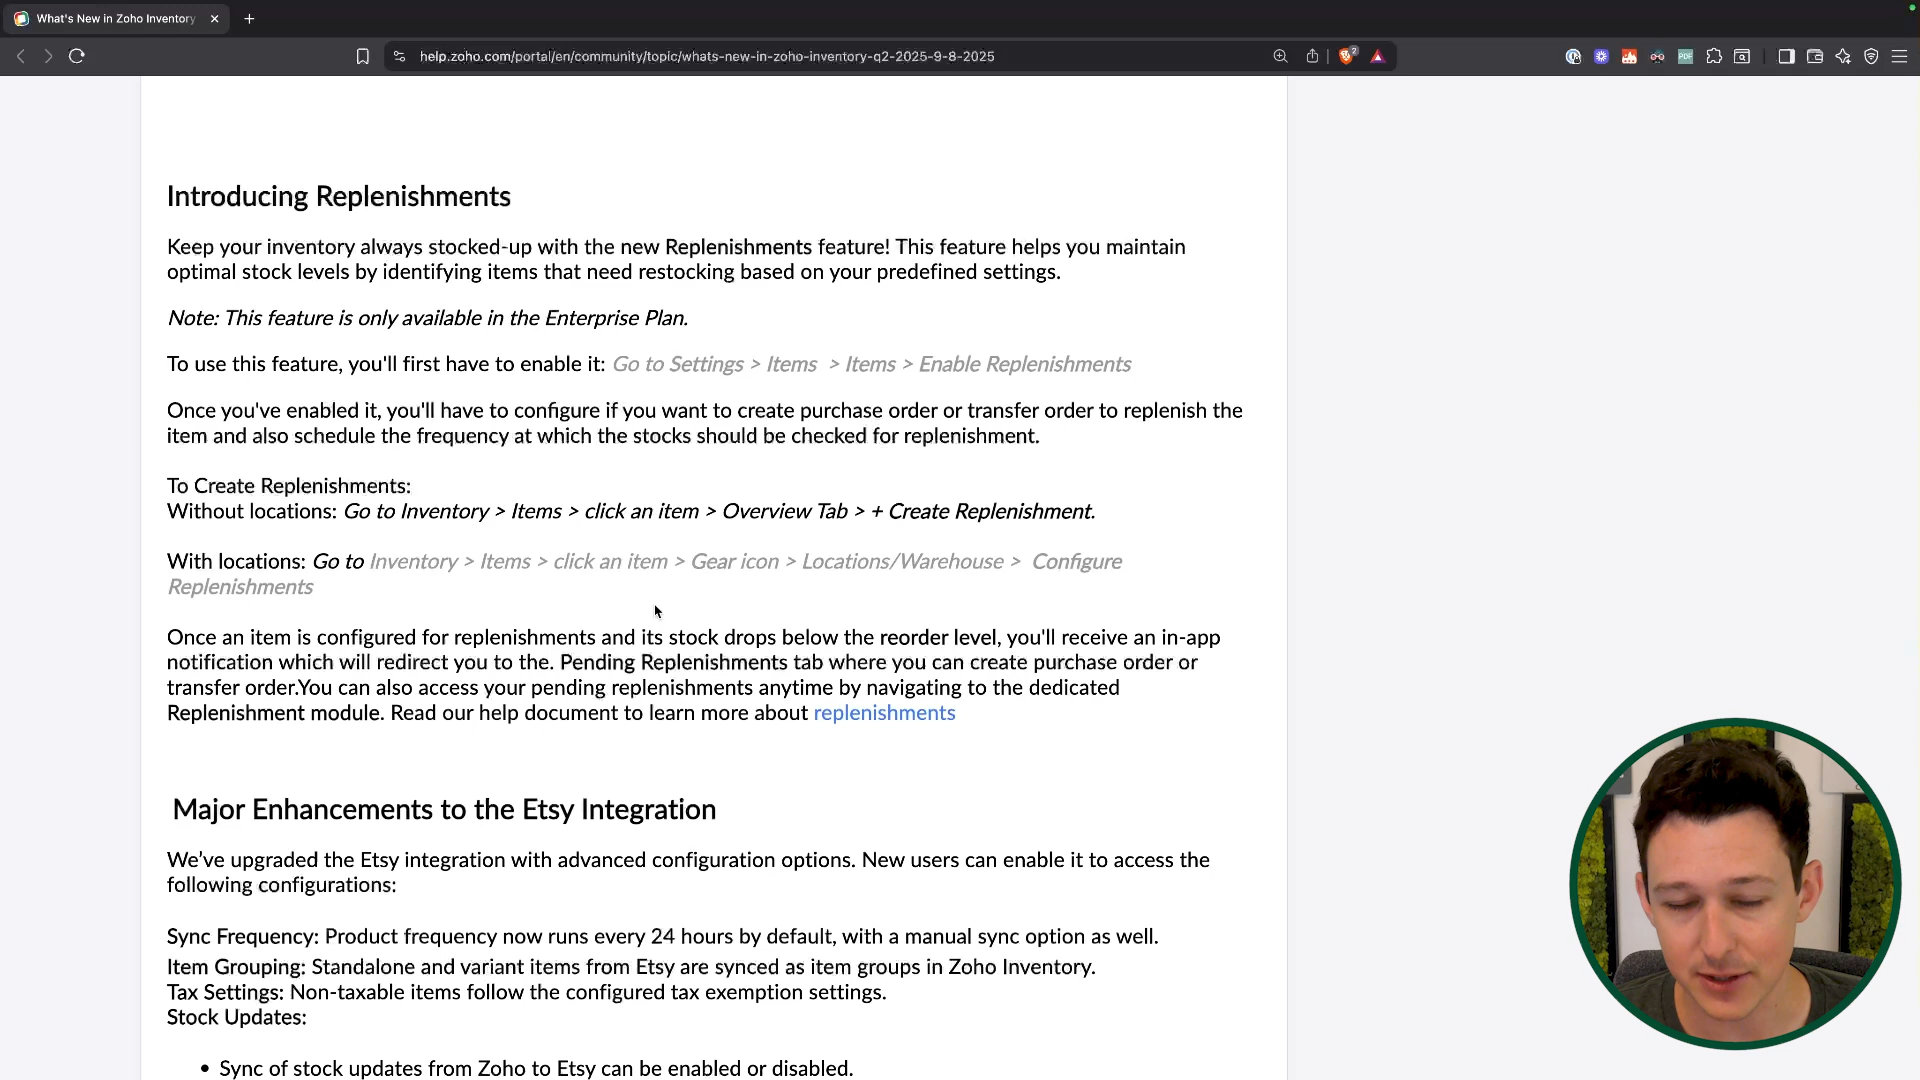 What's New in Zoho Inventory
help.zoho.com/portal/en/community/topic/whats-new-in-zoho-inventory-q2-2025-9-8-2025
2
PDF
Introducing Replenishments
Keep your inventory always stocked-up with the new Replenishments feature! This feature helps you maintain
optimal stock levels by identifying items that need restocking based on your predefined settings.
Note: This feature is only available in the Enterprise Plan.
To use this feature, you'll first have to enable it: Go to Settings > Items > Items > Enable Replenishments
Once you've enabled it, you'll have to configure if you want to create purchase order or transfer order to replenish the
item and also schedule the frequency at which the stocks should be checked for replenishment.
To Create Replenishments:
Without locations: Go to Inventory > Items > click an item > Overview Tab > + Create Replenishment.
With locations: Go to Inventory > Items > click an item > Gear icon > Locations/Warehouse > Configure
Replenishments
Once an item is configured for replenishments and its stock drops below the reorder level, you'll receive an in-app
notification which will redirect you to the. Pending Replenishments tab where you can create purchase order or
transfer order.You can also access your pending replenishments anytime by navigating to the dedicated
Replenishment module. Read our help document to learn more about replenishments
Major Enhancements to the Etsy Integration
We've upgraded the Etsy integration with advanced configuration options. New users can enable it to access the
following configurations:
Sync Frequency: Product frequency now runs every 24 hours by default, with a manual sync option as well.
Item Grouping: Standalone and variant items from Etsy are synced as item groups in Zoho Inventory.
Tax Settings: Non-taxable items follow the configured tax exemption settings.
Stock Updates:
• Sync of stock updates from Zoho to Etsy can be enabled or disabled.